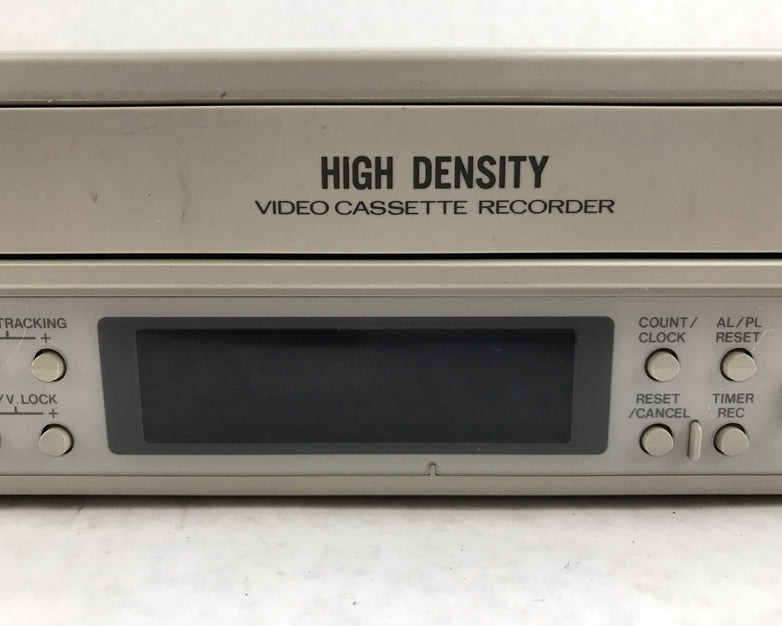 HIGH DENSITY
VIDEO CASSETTE RECORDER
TRACKING
+
/V.LOCK
+
COUNT/
CLOCK
AL/PL
RESET
RESET
/CANCEL
TIMER
REC